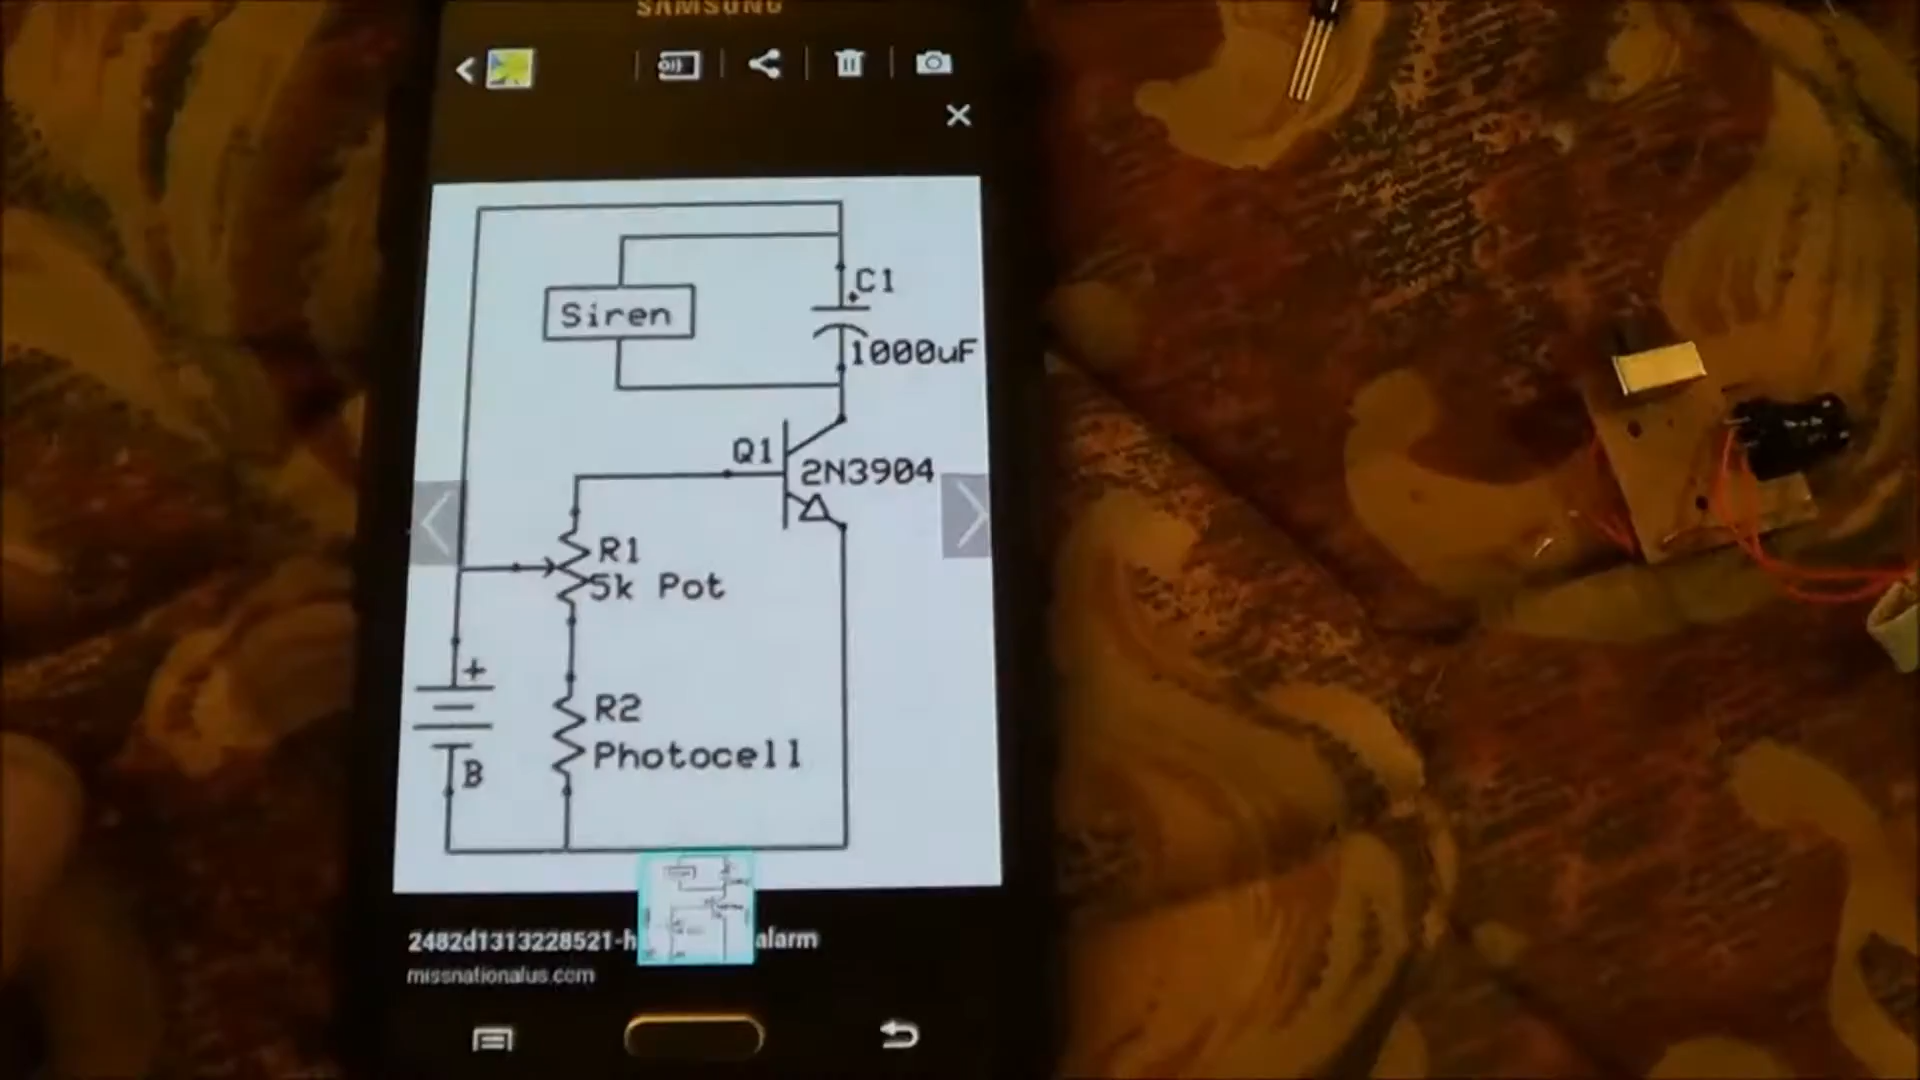 SAMSUNG
C1
+
Siren
1000uF
Q1
2N3904
R1
5k Pot
+
R2
Photocell
B
2482d1313228521-h alarm
missnationalus.com